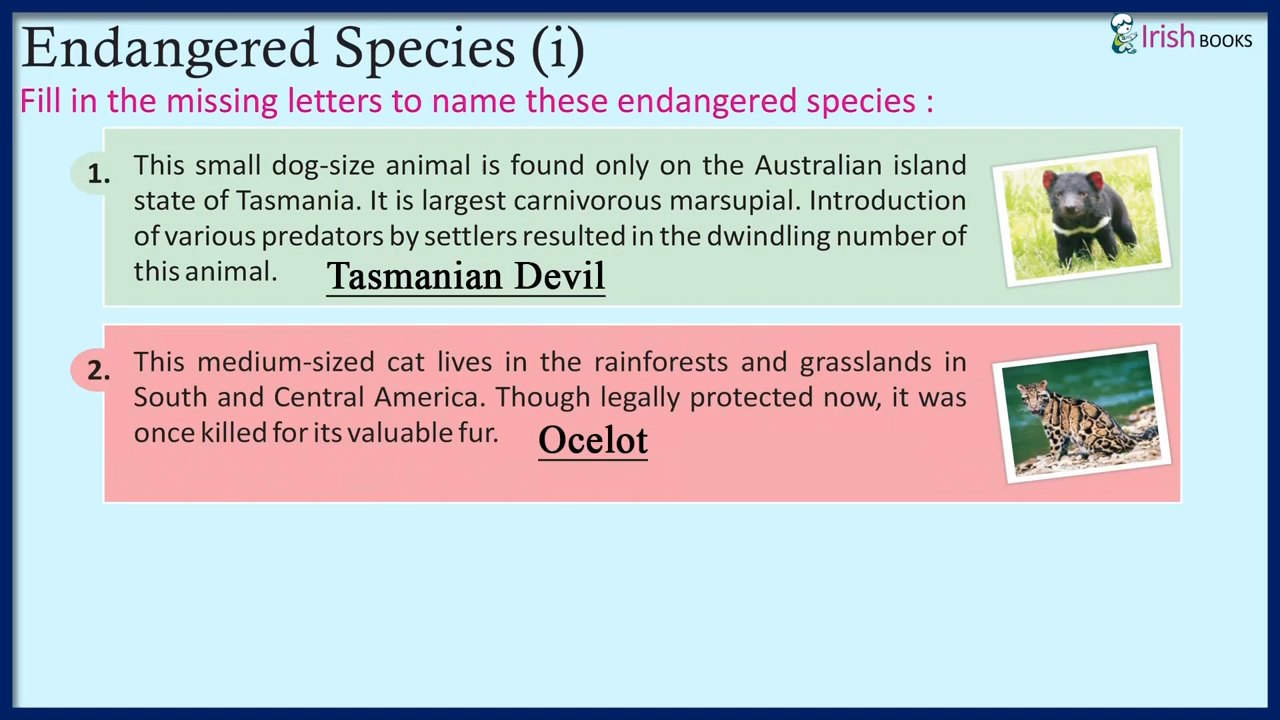 Endangered Species (i)
Irish BOOKS
Fill in the missing letters to name these endangered species :
1. This small dog-size animal is found only on the Australian island
state of Tasmania. It is largest carnivorous marsupial. Introduction
of various predators by settlers resulted in the dwindling number of
this animal. Tasmanian Devil
2. This medium-sized cat lives in the rainforests and grasslands in
South and Central America. Though legally protected now, it was
once killed for its valuable fur. Ocelot